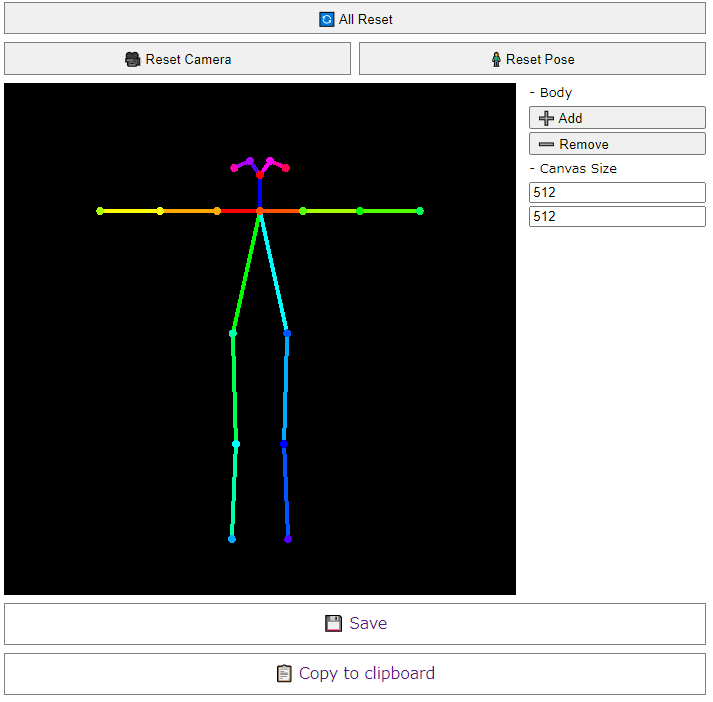 All Reset
Reset Camera
Reset Pose
- Body
Add
Remove
- Canvas Size
512
512
Save
Copy to clipboard